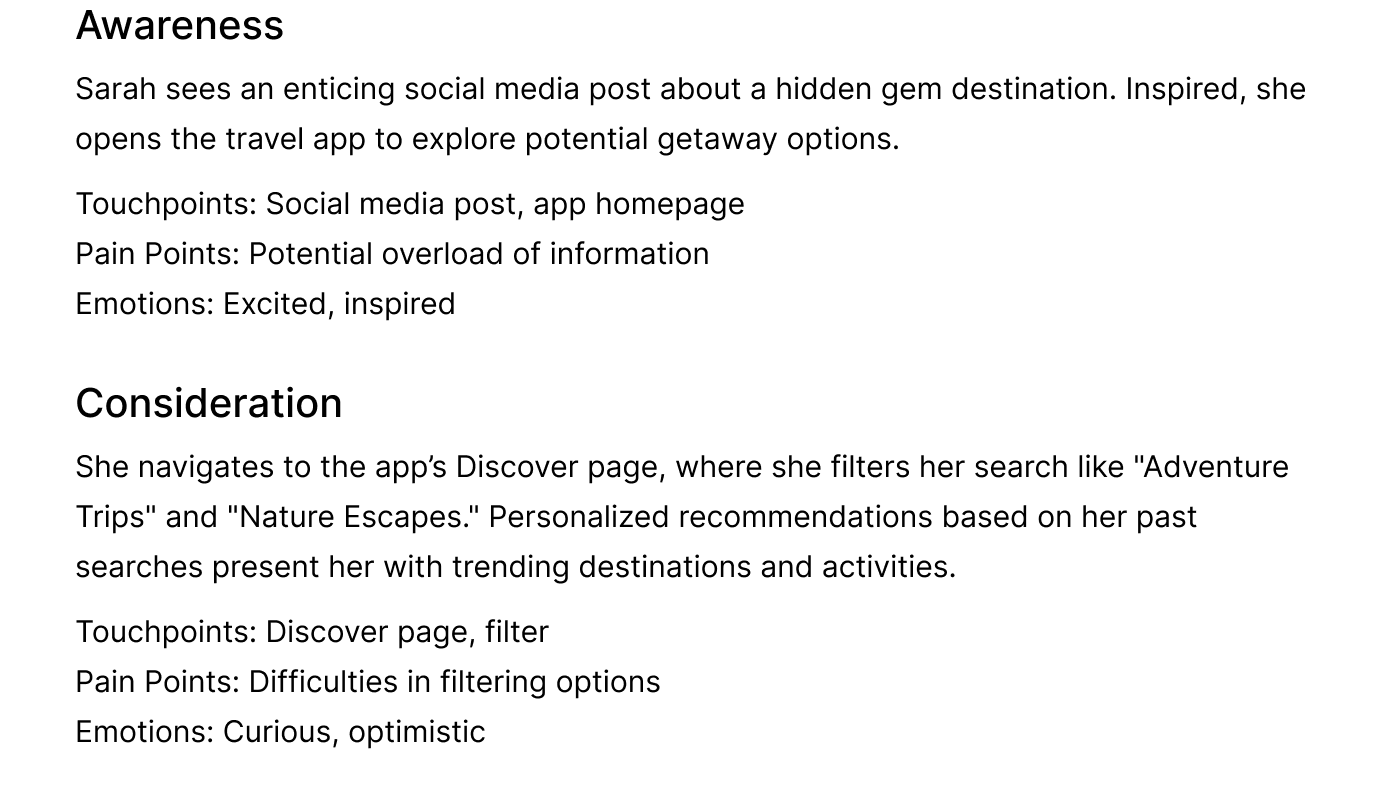 Awareness
Sarah sees an enticing social media post about a hidden gem destination. Inspired, she
opens the travel app to explore potential getaway options.
Touchpoints: Social media post, app homepage
Pain Points: Potential overload of information
Emotions: Excited, inspired
Consideration
She navigates to the app’s Discover page, where she filters her search like "Adventure
Trips" and "Nature Escapes." Personalized recommendations based on her past
searches present her with trending destinations and activities.
Touchpoints: Discover page, filter
Pain Points: Difficulties in filtering options
Emotions: Curious, optimistic